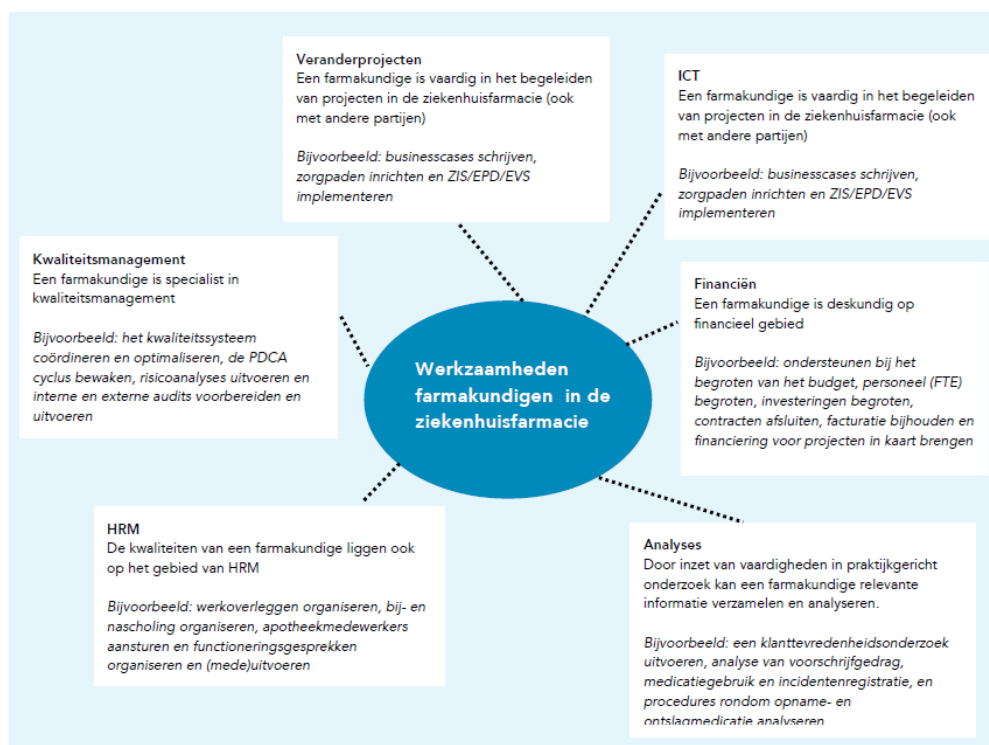 Veranderprojecten
Een farmakundige is vaardig in het begeleiden
van projecten in de ziekenhuisfarmacie (ook
met andere partijen)
Bijvoorbeeld: businesscases schrijven,
zorgpaden inrichten en ZIS/EPD/EVS
implementeren
ICT
Een farmakundige is vaardig in het begeleiden
van projecten in de ziekenhuisfarmacie (ook
met andere partijen)
Bijvoorbeeld: businesscases schrijven,
zorgpaden inrichten en ZIS/EPD/EVS
implementeren
Kwaliteitsmanagement
Een farmakundige is specialist in
kwaliteitsmanagement
Bijvoorbeeld: het kwaliteitssysteem
coördineren en optimaliseren, de PDCA
cyclus bewaken, risicoanalyses uitvoeren en
interne en externe audits voorbereiden en
uitvoeren
Financiën
Een farmakundige is deskundig op
financieel gebied
Bijvoorbeeld: ondersteunen bij het
begroten van het budget, personeel (FTE)
begroten, investeringen begroten,
contracten afsluiten, facturatie bijhouden en
financiering voor projecten in kaart brengen
Werkzaamheden
farmakundigen in de
ziekenhuisfarmacie
HRM
De kwaliteiten van een farmakundige liggen ook
op het gebied van HRM
Bijvoorbeeld: werkoverleggen organiseren, bij- en
nascholing organiseren, apotheekmedewerkers
aansturen en functioneringsgesprekken
organiseren en (mede)uitvoeren
Analyses
Door inzet van vaardigheden in praktijkgericht
onderzoek kan een farmakundige relevante
informatie verzamelen en analyseren.
Bijvoorbeeld: een klanttevredenheidsonderzoek
uitvoeren, analyse van voorschrijfgedrag,
medicatiegebruik en incidentenregistratie, en
procedures rondom opname- en
ontslagmedicatie analyseren